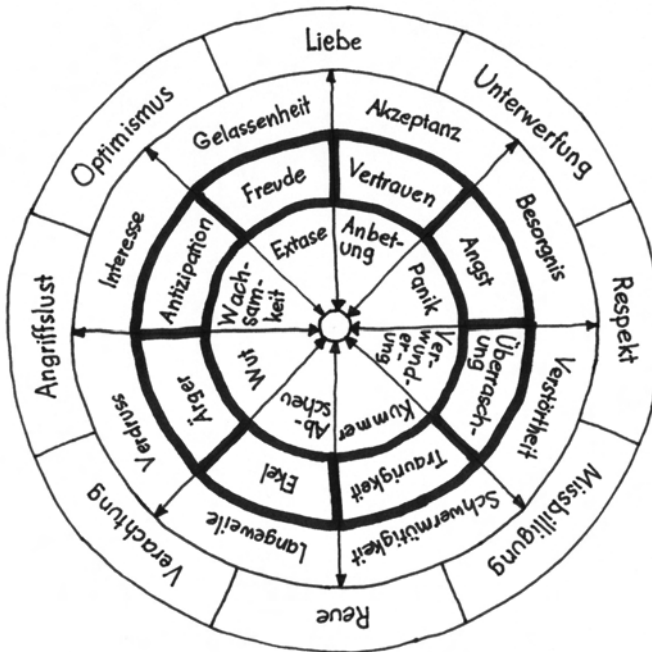 Liebe
Unterwerfung
Respekt
Missbilligung
Reue
Verachtung
Angriffslust
Optimismus
Gelassenheit
Akzeptanz
Besorgnis
Verstörtheit
Schwermütigkeit
Langeweile
Verdruss
Interesse
Freude
Vertrauen
Angst
Überrasch-
ung
Traurigkeit
Ekel
Ärger
Antizipation
Extase
Anbet-
ung
Panik
Ver-
wund-
er-
ung
Kummer
Ab-
scheu
Wut
Wach-
sam-
keit